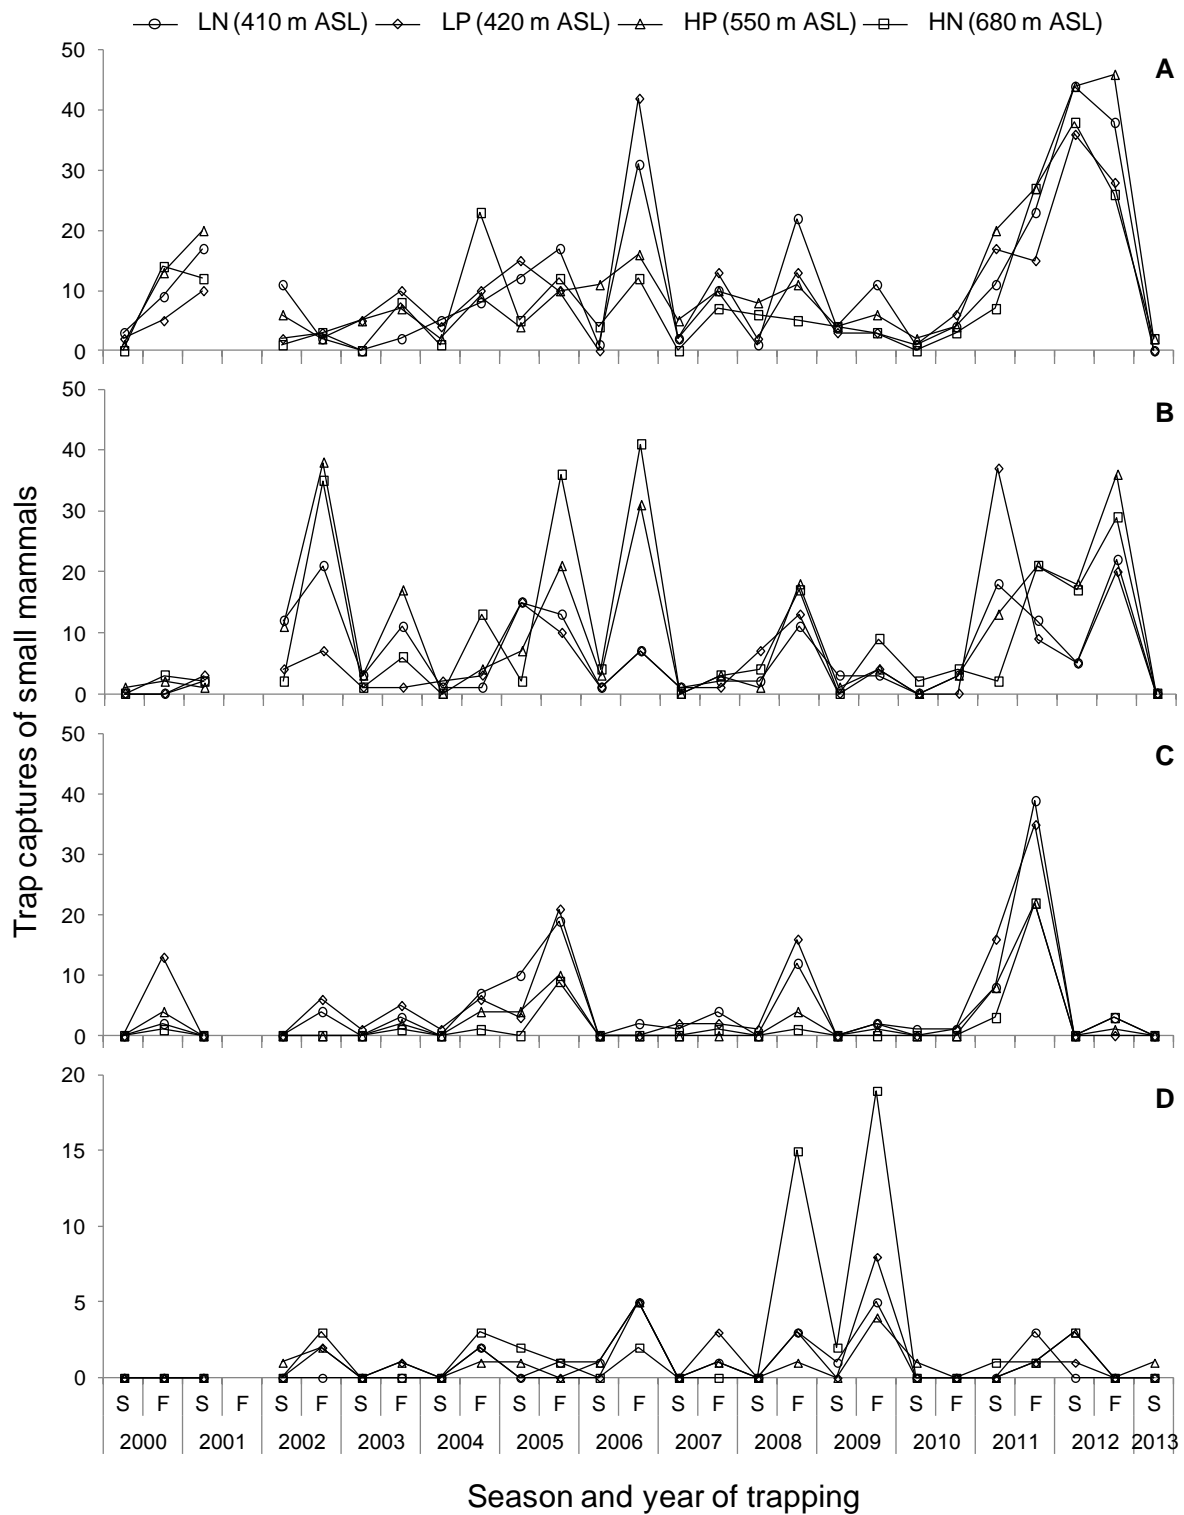 LN (410 m ASL) LP (420 m ASL) HP (550 m ASL) HN (680 m ASL)
A
50
40
30
20
10
0
B
50
40
30
20
10
0
C
50
40
30
20
10
0
D
20
15
10
5
0
Trap captures of small mammals
S F S F S F S F S F S F S F S F S F S F S F S F S F S
2000 2001 2002 2003 2004 2005 2006 2007 2008 2009 2010 2011 2012 2013
Season and year of trapping